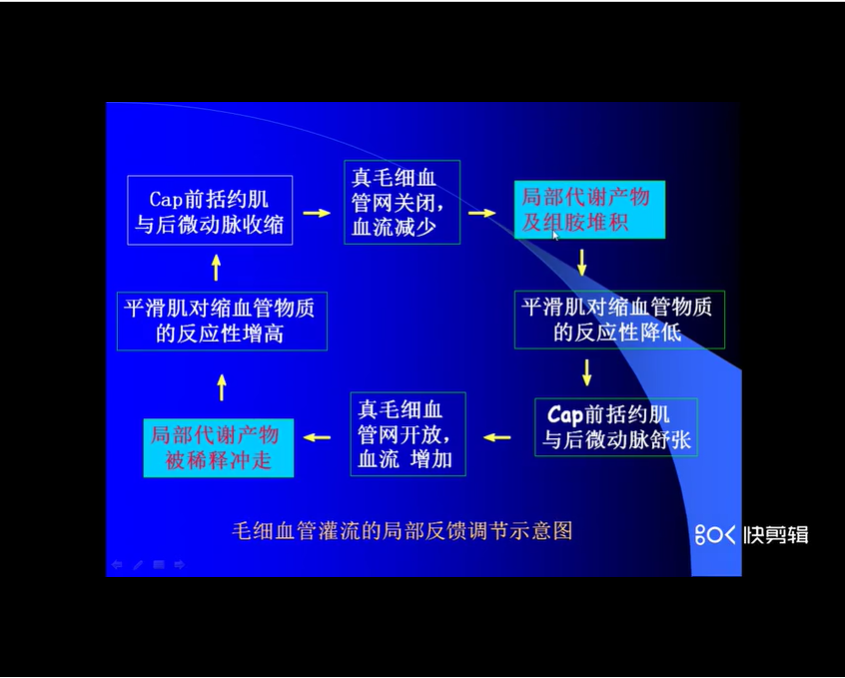 Cap前括约肌
与后微动脉收缩
真毛细血
管网关闭，
血流减少
局部代谢产物
及组胺堆积
平滑肌对缩血管物质
的反应性降低
Cap前括约肌
与后微动脉舒张
真毛细血
管网开放，
血流 增加
局部代谢产物
被稀释冲走
平滑肌对缩血管物质
的反应性增高
毛细血管灌流的局部反馈调节示意图
快剪辑